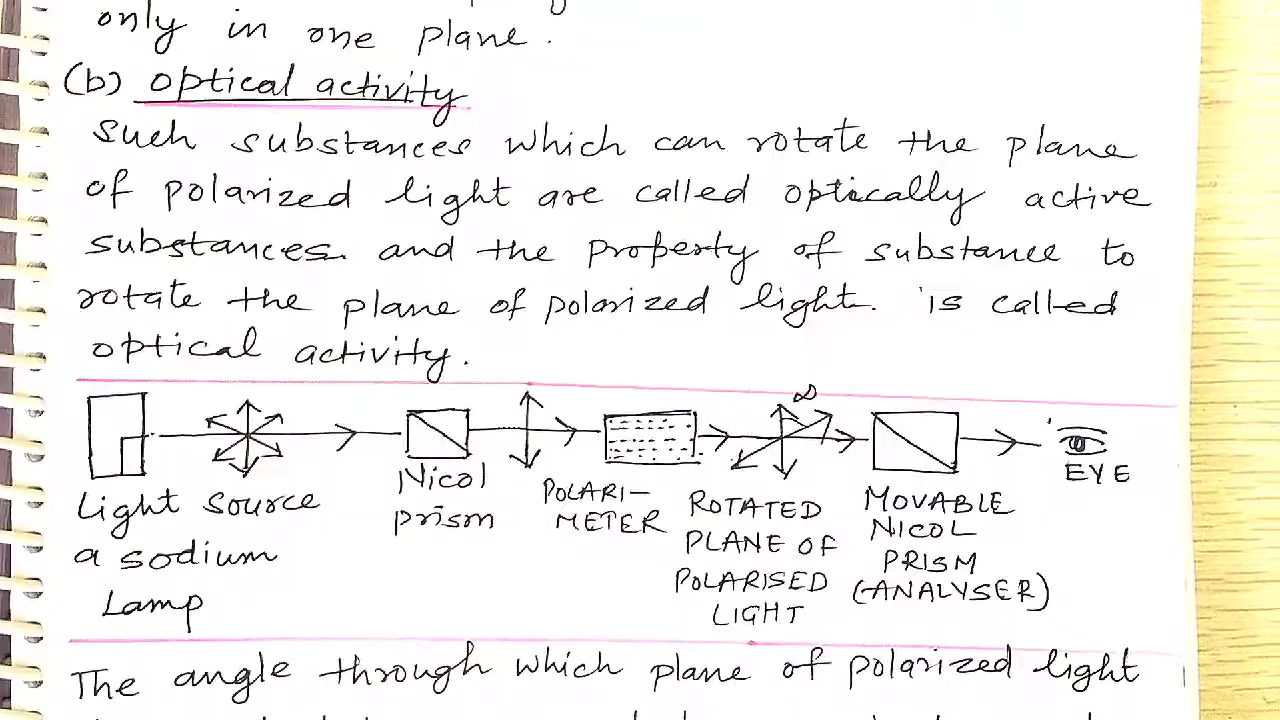 only in one plane.
(b) optical activity
Such substances which can rotate the plane
of polarized light are called optically active
substances. and the property of substance to
rotate the plane of polarized light. is called
optical activity.
∞
Light Source
a sodium
Lamp
Nicol
prism
POLARI-
METER
ROTATED
PLANE OF
POLARISED
LIGHT
MOVABLE
NICOL
PRISM
(-ANALYSER)
EYE
The angle through which plane of polarized light